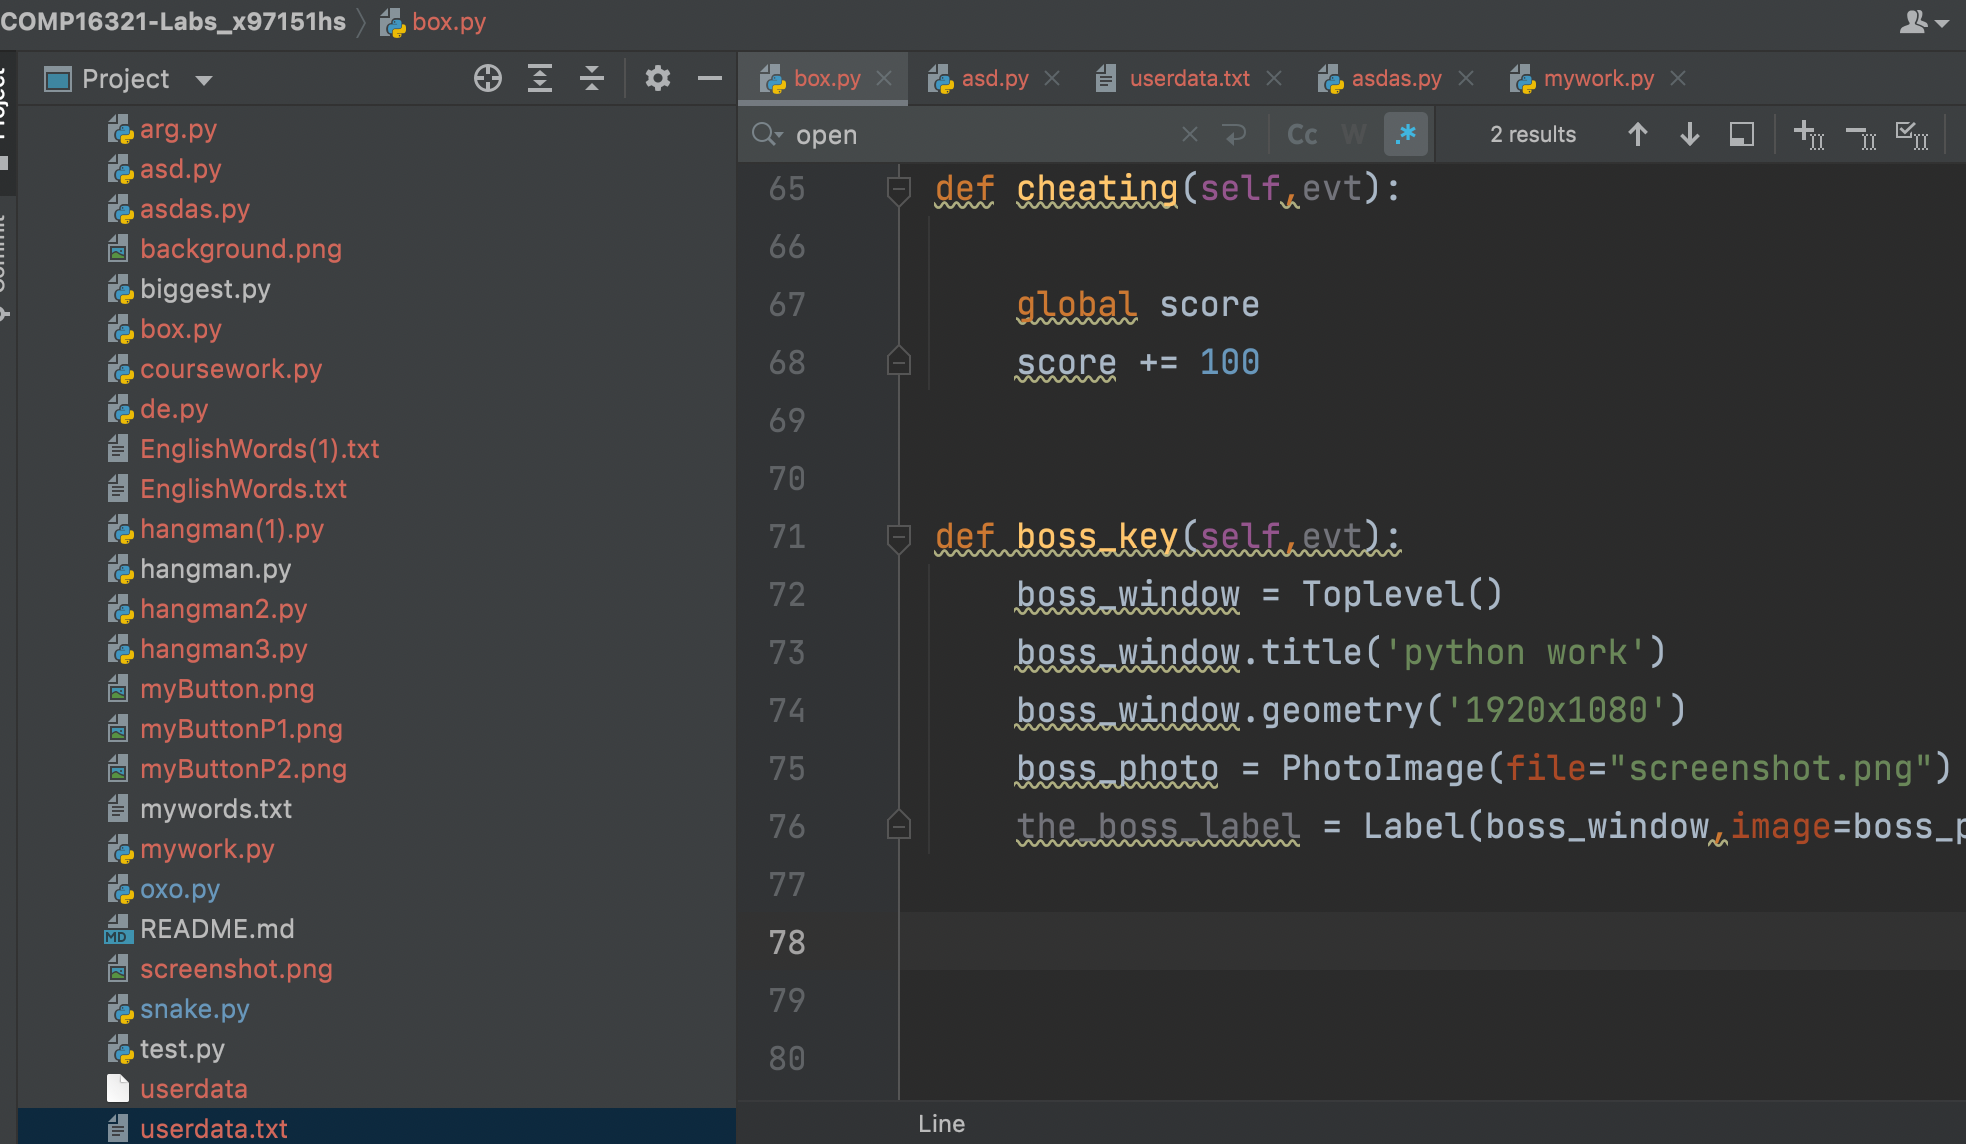 COMP16321-Labs_x97151hs box.py
Project
arg.py
asd.py
asdas.py
background.png
biggest.py
box.py
coursework.py
de.py
EnglishWords(1).txt
EnglishWords.txt
hangman(1).py
hangman.py
hangman2.py
hangman3.py
myButton.png
myButtonP1.png
myButtonP2.png
mywords.txt
mywork.py
oxo.py
MD README.md
screenshot.png
snake.py
test.py
userdata
userdata.txt
box.py asd.py userdata.txt asdas.py mywork.py
open Cc W .* 2 results
65 def cheating(self,evt):
66
67 global score
68 score += 100
69
70
71 def boss_key(self,evt):
72 boss_window = Toplevel()
73 boss_window.title('python work')
74 boss_window.geometry('1920x1080')
75 boss_photo = PhotoImage(file="screenshot.png")
76 the_boss_label = Label(boss_window,image=boss_p
77
78
79
80
Line